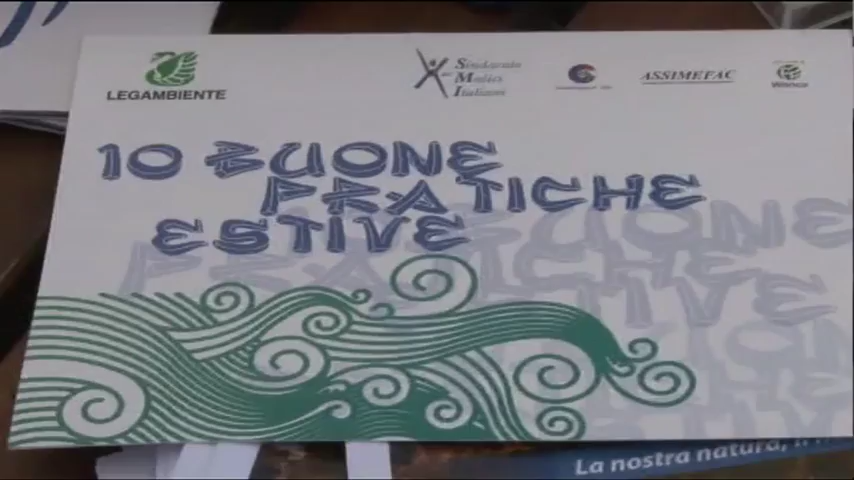 LEGAMBIENTE
Sindacato
Medici
Italiani
ASSIMEFAC
10 BUONE
PRATICHE
ESTIVE
La nostra natura,